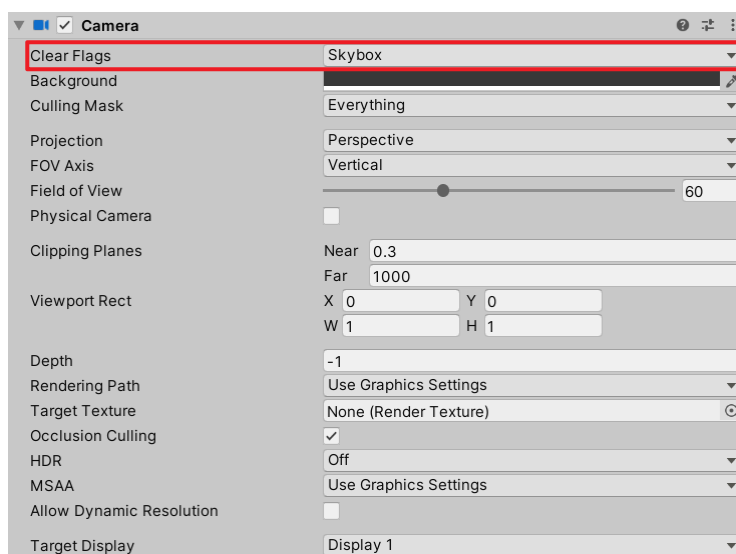 Camera
Clear Flags Skybox
Background
Culling Mask Everything
Projection Perspective
FOV Axis Vertical
Field of View 60
Physical Camera
Clipping Planes Near 0.3
Far 1000
Viewport Rect X 0 Y 0
W 1 H 1
Depth -1
Rendering Path Use Graphics Settings
Target Texture None (Render Texture)
Occlusion Culling
HDR Off
MSAA Use Graphics Settings
Allow Dynamic Resolution
Target Display Display 1